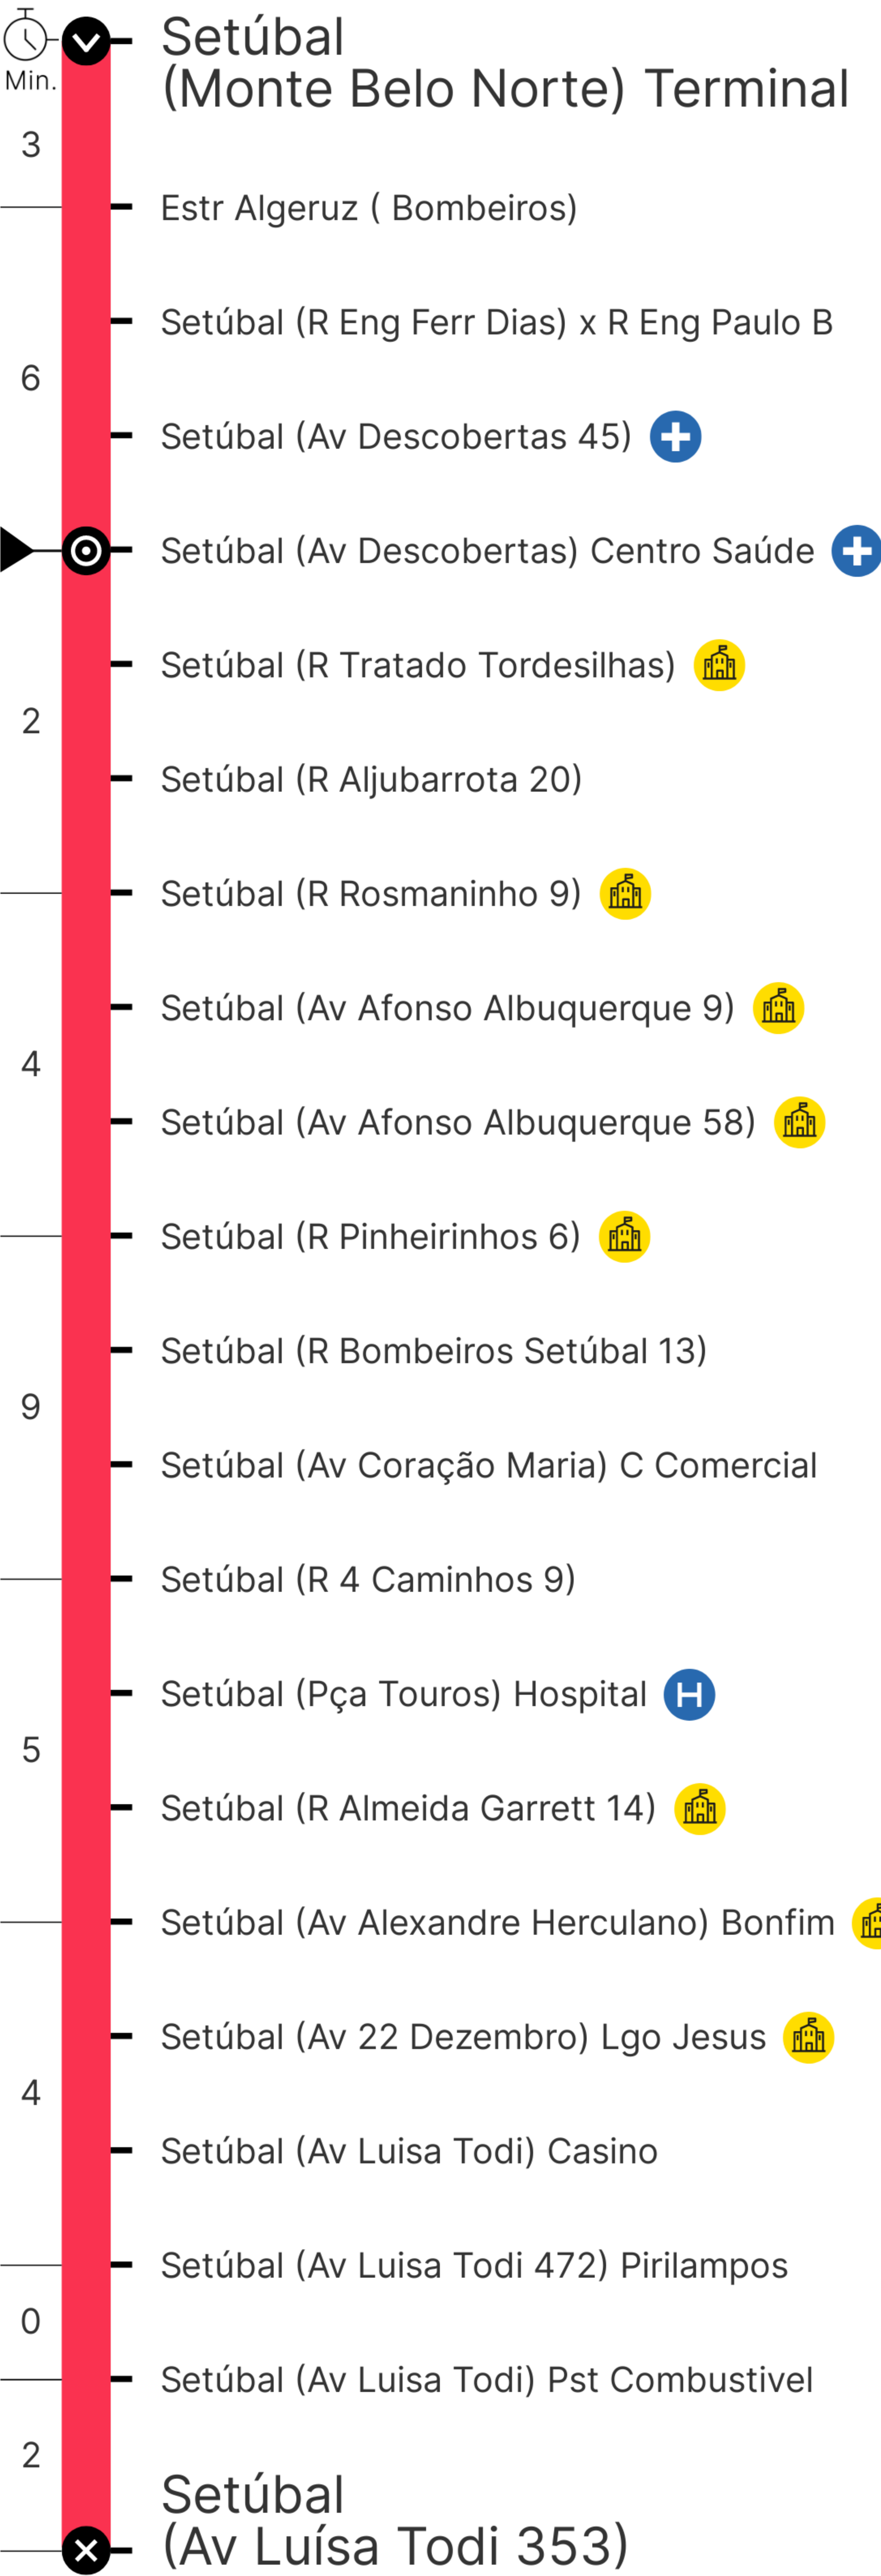 Setúbal
(Monte Belo Norte) Terminal
Min.
3
Estr Algeruz ( Bombeiros)
Setúbal (R Eng Ferr Dias) x R Eng Paulo B
6
Setúbal (Av Descobertas 45)
Setúbal (Av Descobertas) Centro Saúde
Setúbal (R Tratado Tordesilhas)
2
Setúbal (R Aljubarrota 20)
Setúbal (R Rosmaninho 9)
Setúbal (Av Afonso Albuquerque 9)
4
Setúbal (Av Afonso Albuquerque 58)
Setúbal (R Pinheirinhos 6)
Setúbal (R Bombeiros Setúbal 13)
9
Setúbal (Av Coração Maria) C Comercial
Setúbal (R 4 Caminhos 9)
Setúbal (Pça Touros) Hospital H
5
Setúbal (R Almeida Garrett 14)
Setúbal (Av Alexandre Herculano) Bonfim
Setúbal (Av 22 Dezembro) Lgo Jesus
4
Setúbal (Av Luisa Todi) Casino
Setúbal (Av Luisa Todi 472) Pirilampos
0
Setúbal (Av Luisa Todi) Pst Combustivel
2
Setúbal
(Av Luísa Todi 353)